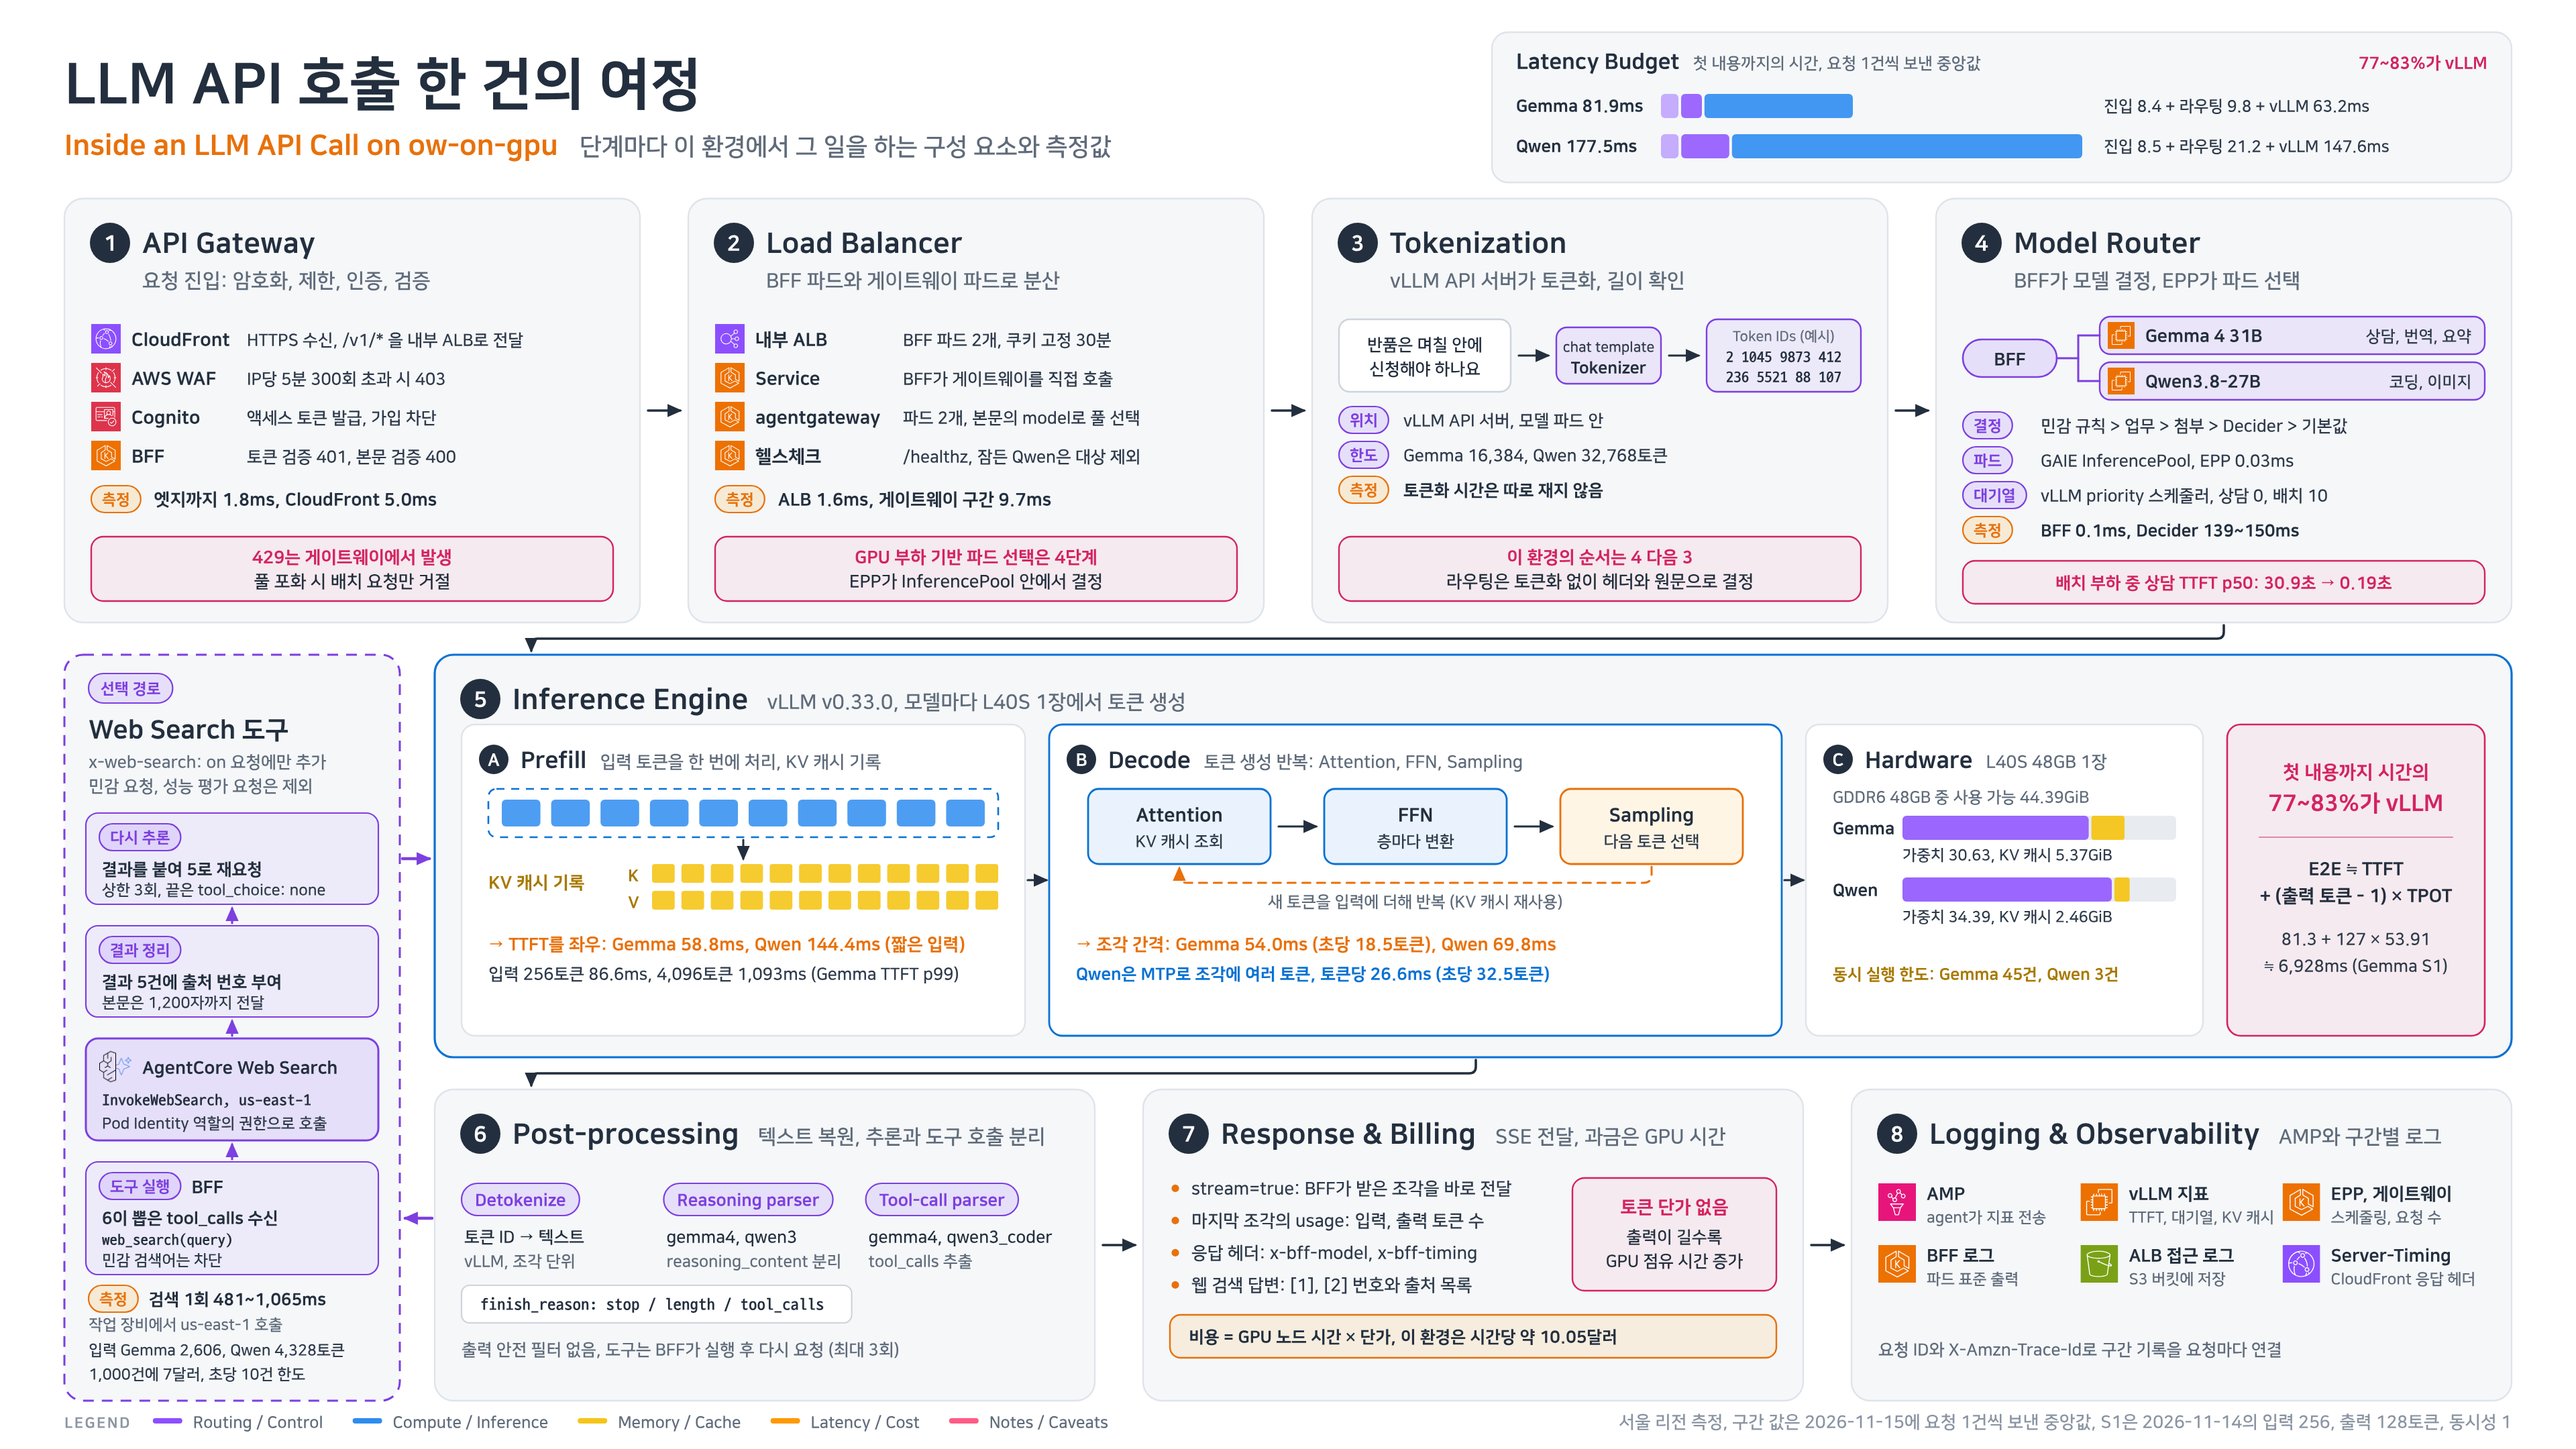 LLM API 호출 한 건의 여정
Inside an LLM API Call on ow-on-gpu 단계마다 이 환경에서 그 일을 하는 구성 요소와 측정값
Latency Budget 첫 내용까지의 시간, 요청 1건씩 보낸 중앙값 77~83%가 vLLM
Gemma 81.9ms 진입 8.4 + 라우팅 9.8 + vLLM 63.2ms
Qwen 177.5ms 진입 8.5 + 라우팅 21.2 + vLLM 147.6ms
1 API Gateway
요청 진입: 암호화, 제한, 인증, 검증
CloudFront HTTPS 수신, /v1/* 을 내부 ALB로 전달
AWS WAF IP당 5분 300회 초과 시 403
Cognito 액세스 토큰 발급, 가입 차단
BFF 토큰 검증 401, 본문 검증 400
측정 엣지까지 1.8ms, CloudFront 5.0ms
429는 게이트웨이에서 발생
풀 포화 시 배치 요청만 거절
2 Load Balancer
BFF 파드와 게이트웨이 파드로 분산
내부 ALB BFF 파드 2개, 쿠키 고정 30분
Service BFF가 게이트웨이를 직접 호출
agentgateway 파드 2개, 본문의 model로 풀 선택
헬스체크 /healthz, 잠든 Qwen은 대상 제외
측정 ALB 1.6ms, 게이트웨이 구간 9.7ms
GPU 부하 기반 파드 선택은 4단계
EPP가 InferencePool 안에서 결정
3 Tokenization
vLLM API 서버가 토큰화, 길이 확인
반품은 며칠 안에
신청해야 하나요
chat template
Tokenizer
Token IDs (예시)
2 1045 9873 412
236 5521 88 107
위치 vLLM API 서버, 모델 파드 안
한도 Gemma 16,384, Qwen 32,768토큰
측정 토큰화 시간은 따로 재지 않음
이 환경의 순서는 4 다음 3
라우팅은 토큰화 없이 헤더와 원문으로 결정
4 Model Router
BFF가 모델 결정, EPP가 파드 선택
BFF
Gemma 4 31B 상담, 번역, 요약
Qwen3.8-27B 코딩, 이미지
결정 민감 규칙 > 업무 > 첨부 > Decider > 기본값
파드 GAIE InferencePool, EPP 0.03ms
대기열 vLLM priority 스케줄러, 상담 0, 배치 10
측정 BFF 0.1ms, Decider 139~150ms
배치 부하 중 상담 TTFT p50: 30.9초 → 0.19초
선택 경로
Web Search 도구
x-web-search: on 요청에만 추가
민감 요청, 성능 평가 요청은 제외
다시 추론
결과를 붙여 5로 재요청
상한 3회, 끝은 tool_choice: none
결과 정리
결과 5건에 출처 번호 부여
본문은 1,200자까지 전달
AgentCore Web Search
InvokeWebSearch, us-east-1
Pod Identity 역할의 권한으로 호출
도구 실행 BFF
6이 뽑은 tool_calls 수신
web_search(query)
민감 검색어는 차단
측정 검색 1회 481~1,065ms
작업 장비에서 us-east-1 호출
입력 Gemma 2,606, Qwen 4,328토큰
1,000건에 7달러, 초당 10건 한도
5 Inference Engine vLLM v0.33.0, 모델마다 L40S 1장에서 토큰 생성
A Prefill 입력 토큰을 한 번에 처리, KV 캐시 기록
KV 캐시 기록
K
V
→ TTFT를 좌우: Gemma 58.8ms, Qwen 144.4ms (짧은 입력)
입력 256토큰 86.6ms, 4,096토큰 1,093ms (Gemma TTFT p99)
B Decode 토큰 생성 반복: Attention, FFN, Sampling
Attention
KV 캐시 조회
FFN
층마다 변환
Sampling
다음 토큰 선택
새 토큰을 입력에 더해 반복 (KV 캐시 재사용)
→ 조각 간격: Gemma 54.0ms (초당 18.5토큰), Qwen 69.8ms
Qwen은 MTP로 조각에 여러 토큰, 토큰당 26.6ms (초당 32.5토큰)
C Hardware L40S 48GB 1장
GDDR6 48GB 중 사용 가능 44.39GiB
Gemma
가중치 30.63, KV 캐시 5.37GiB
Qwen
가중치 34.39, KV 캐시 2.46GiB
동시 실행 한도: Gemma 45건, Qwen 3건
첫 내용까지 시간의
77~83%가 vLLM
E2E ≒ TTFT
+ (출력 토큰 - 1) × TPOT
81.3 + 127 × 53.91
≒ 6,928ms (Gemma S1)
6 Post-processing 텍스트 복원, 추론과 도구 호출 분리
Detokenize
토큰 ID → 텍스트
vLLM, 조각 단위
Reasoning parser
gemma4, qwen3
reasoning_content 분리
Tool-call parser
gemma4, qwen3_coder
tool_calls 추출
finish_reason: stop / length / tool_calls
출력 안전 필터 없음, 도구는 BFF가 실행 후 다시 요청 (최대 3회)
7 Response & Billing SSE 전달, 과금은 GPU 시간
• stream=true: BFF가 받은 조각을 바로 전달
• 마지막 조각의 usage: 입력, 출력 토큰 수
• 응답 헤더: x-bff-model, x-bff-timing
• 웹 검색 답변: [1], [2] 번호와 출처 목록
토큰 단가 없음
출력이 길수록
GPU 점유 시간 증가
비용 = GPU 노드 시간 × 단가, 이 환경은 시간당 약 10.05달러
8 Logging & Observability AMP와 구간별 로그
AMP
agent가 지표 전송
vLLM 지표
TTFT, 대기열, KV 캐시
EPP, 게이트웨이
스케줄링, 요청 수
BFF 로그
파드 표준 출력
ALB 접근 로그
S3 버킷에 저장
Server-Timing
CloudFront 응답 헤더
요청 ID와 X-Amzn-Trace-Id로 구간 기록을 요청마다 연결
LEGEND Routing / Control Compute / Inference Memory / Cache Latency / Cost Notes / Caveats
서울 리전 측정, 구간 값은 2026-11-15에 요청 1건씩 보낸 중앙값, S1은 2026-11-14의 입력 256, 출력 128토큰, 동시성 1